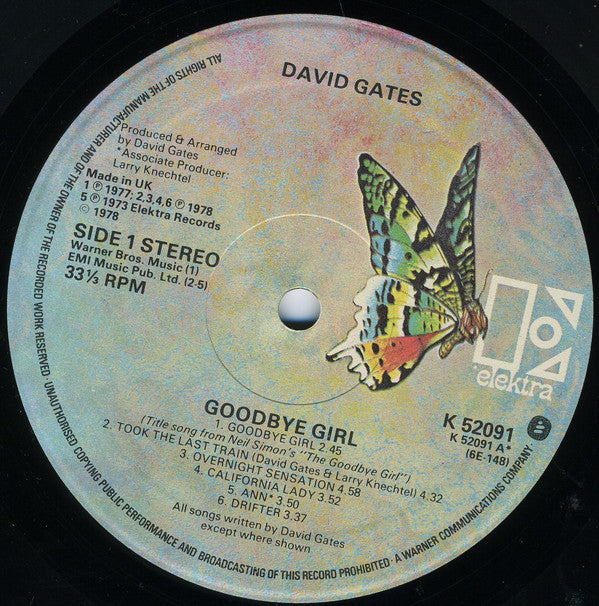 DAVID GATES
Produced & Arranged
by David Gates
*Associate Producer:
Larry Knechtel
Made in UK
1 ℗ 1977; 2,3,4,6 ℗ 1978
5 ℗ 1973 Elektra Records
© 1978
SIDE 1 STEREO
Warner Bros. Music (1)
EMI Music Pub. Ltd. (2-5)
33⅓ RPM
elektra
K 52091
K 52091 A*
(6E-148)
GOODBYE GIRL
1. GOODBYE GIRL 2.45
(Title song from Neil Simon's "The Goodbye Girl")
2. TOOK THE LAST TRAIN (David Gates & Larry Knechtel) 4.32
3. OVERNIGHT SENSATION 4.58
4. CALIFORNIA LADY 3.52
5. ANN* 3.50
6. DRIFTER 3.37
All songs written by David Gates
except where shown
ALL RIGHTS OF THE MANUFACTURER AND OF THE OWNER OF THE RECORDED WORK RESERVED · UNAUTHORISED COPYING PUBLIC PERFORMANCE AND BROADCASTING OF THIS RECORD PROHIBITED · A WARNER COMMUNICATIONS COMPANY